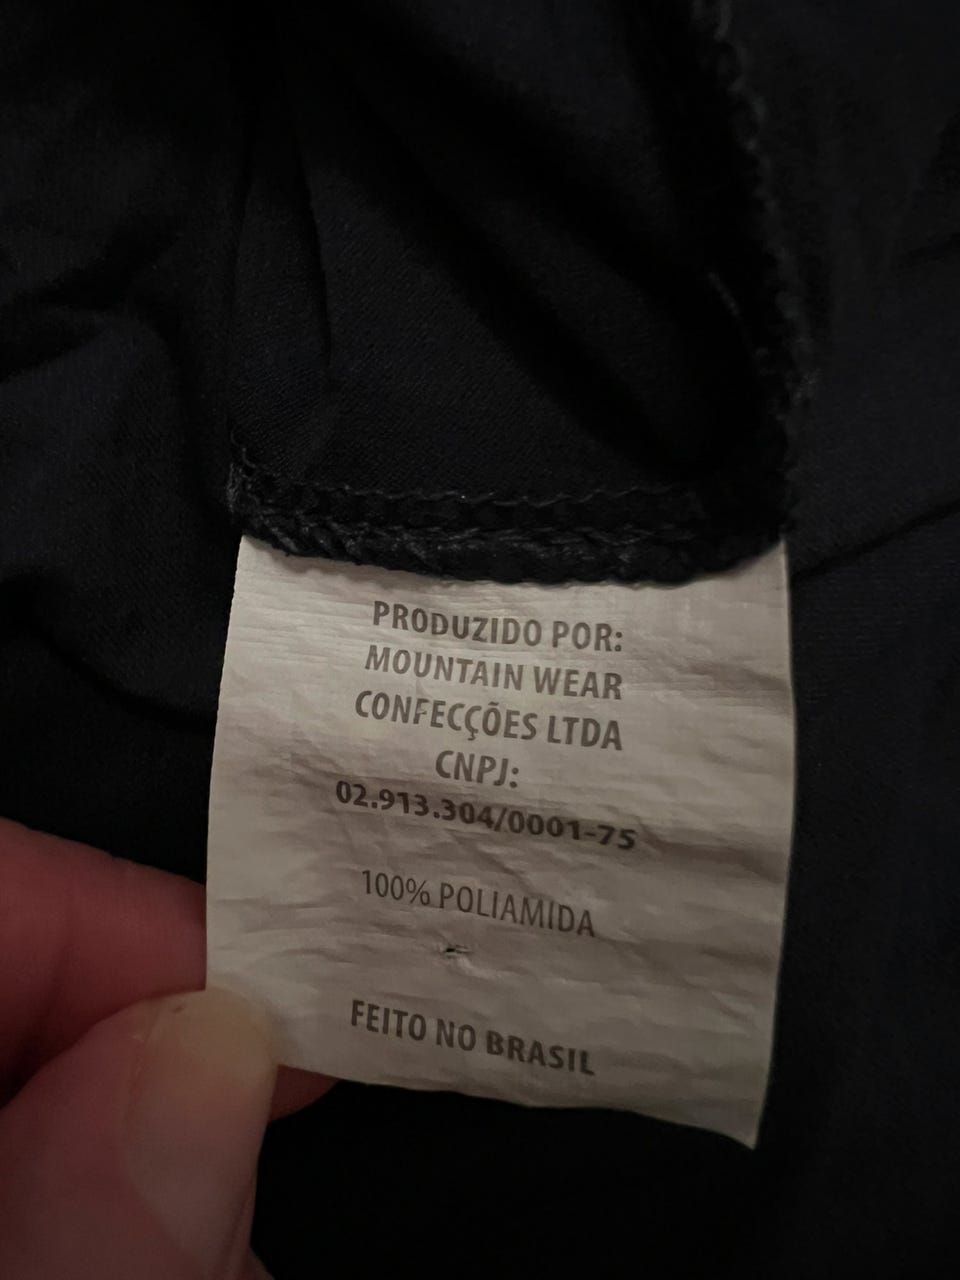 PRODUZIDO POR:
MOUNTAIN WEAR
CONFECÇÕES LTDA
CNPJ:
02.913.304/0001-75
100% POLIAMIDA
FEITO NO BRASIL